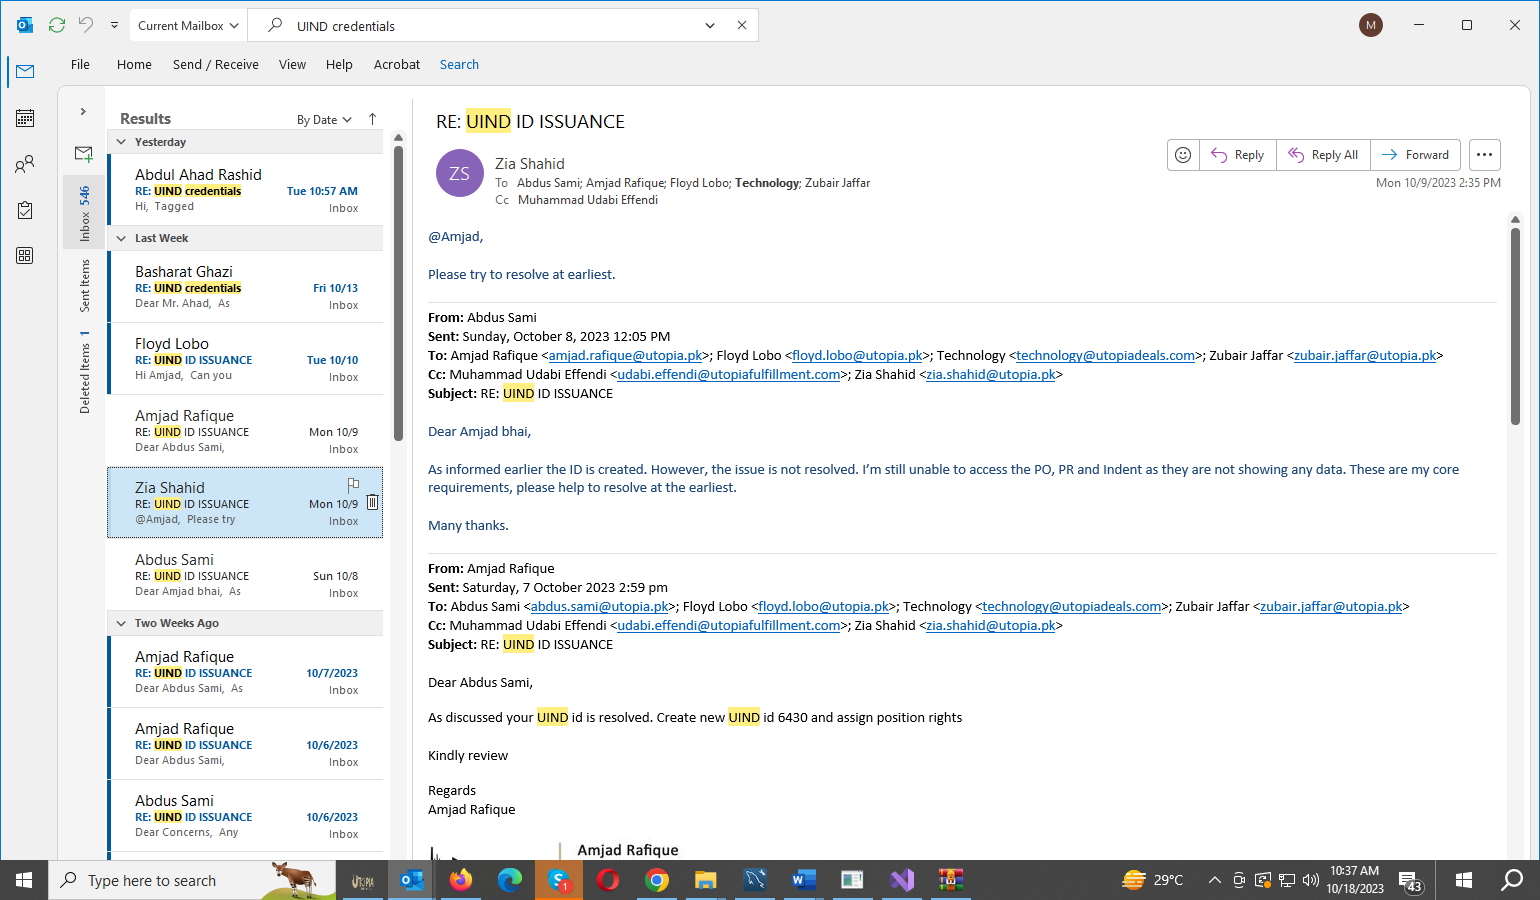 Current Mailbox
UIND credentials
M
File Home Send / Receive View Help Acrobat Search
Results By Date
Yesterday
Abdul Ahad Rashid
RE: UIND credentials Tue 10:57 AM
Hi, Tagged Inbox
Last Week
Basharat Ghazi
RE: UIND credentials Fri 10/13
Dear Mr. Ahad, As Inbox
Floyd Lobo
RE: UIND ID ISSUANCE Tue 10/10
Hi Amjad, Can you Inbox
Amjad Rafique
RE: UIND ID ISSUANCE Mon 10/9
Dear Abdus Sami, Inbox
Zia Shahid
RE: UIND ID ISSUANCE Mon 10/9
@Amjad, Please try Inbox
Abdus Sami
RE: UIND ID ISSUANCE Sun 10/8
Dear Amjad bhai, As Inbox
Two Weeks Ago
Amjad Rafique
RE: UIND ID ISSUANCE 10/7/2023
Dear Abdus Sami, As Inbox
Amjad Rafique
RE: UIND ID ISSUANCE 10/6/2023
Dear Abdus Sami, Inbox
Abdus Sami
RE: UIND ID ISSUANCE 10/6/2023
Dear Concerns, Any Inbox
Inbox 546
Sent Items
Deleted Items 1
RE: UIND ID ISSUANCE
ZS
Zia Shahid
To Abdus Sami; Amjad Rafique; Floyd Lobo; Technology; Zubair Jaffar
Cc Muhammad Udabi Effendi
Reply Reply All Forward
Mon 10/9/2023 2:35 PM
@Amjad,
Please try to resolve at earliest.
From: Abdus Sami
Sent: Sunday, October 8, 2023 12:05 PM
To: Amjad Rafique <amjad.rafique@utopia.pk>; Floyd Lobo <floyd.lobo@utopia.pk>; Technology <technology@utopiadeals.com>; Zubair Jaffar <zubair.jaffar@utopia.pk>
Cc: Muhammad Udabi Effendi <udabi.effendi@utopiafulfillment.com>; Zia Shahid <zia.shahid@utopia.pk>
Subject: RE: UIND ID ISSUANCE
Dear Amjad bhai,
As informed earlier the ID is created. However, the issue is not resolved. I'm still unable to access the PO, PR and Indent as they are not showing any data. These are my core
requirements, please help to resolve at the earliest.
Many thanks.
From: Amjad Rafique
Sent: Saturday, 7 October 2023 2:59 pm
To: Abdus Sami <abdus.sami@utopia.pk>; Floyd Lobo <floyd.lobo@utopia.pk>; Technology <technology@utopiadeals.com>; Zubair Jaffar <zubair.jaffar@utopia.pk>
Cc: Muhammad Udabi Effendi <udabi.effendi@utopiafulfillment.com>; Zia Shahid <zia.shahid@utopia.pk>
Subject: RE: UIND ID ISSUANCE
Dear Abdus Sami,
As discussed your UIND id is resolved. Create new UIND id 6430 and assign position rights
Kindly review
Regards
Amjad Rafique
Amjad Rafique
Type here to search
UTOPIA
1
29°C
10:37 AM
10/18/2023
43